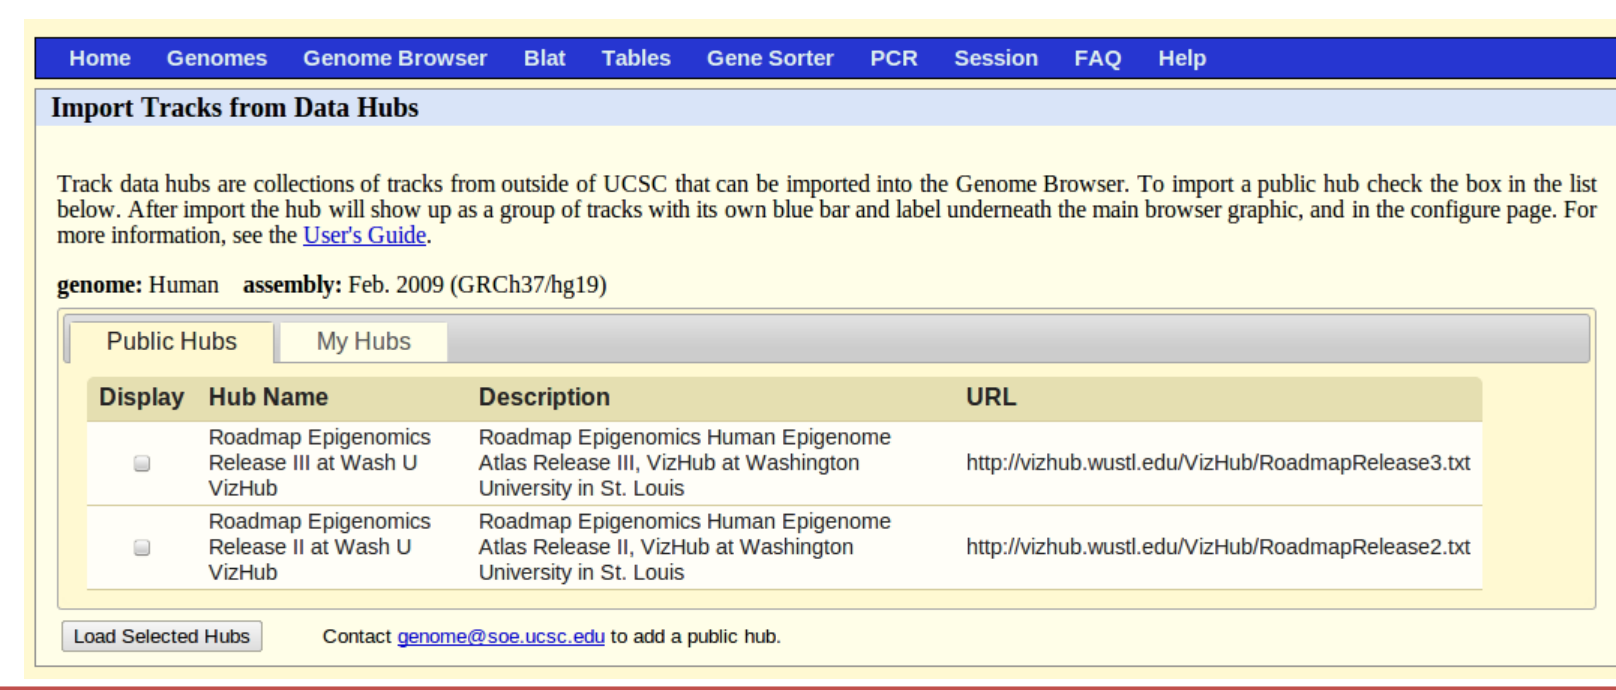 Home Genomes Genome Browser Blat Tables Gene Sorter PCR Session FAQ Help
Import Tracks from Data Hubs
Track data hubs are collections of tracks from outside of UCSC that can be imported into the Genome Browser. To import a public hub check the box in the list
below. After import the hub will show up as a group of tracks with its own blue bar and label underneath the main browser graphic, and in the configure page. For
more information, see the User's Guide.
genome: Human assembly: Feb. 2009 (GRCh37/hg19)
Public Hubs My Hubs
Display Hub Name Description URL
Roadmap Epigenomics
Release III at Wash U
VizHub
Roadmap Epigenomics Human Epigenome
Atlas Release III, VizHub at Washington
University in St. Louis
http://vizhub.wustl.edu/VizHub/RoadmapRelease3.txt
Roadmap Epigenomics
Release II at Wash U
VizHub
Roadmap Epigenomics Human Epigenome
Atlas Release II, VizHub at Washington
University in St. Louis
http://vizhub.wustl.edu/VizHub/RoadmapRelease2.txt
Load Selected Hubs Contact genome@soe.ucsc.edu to add a public hub.